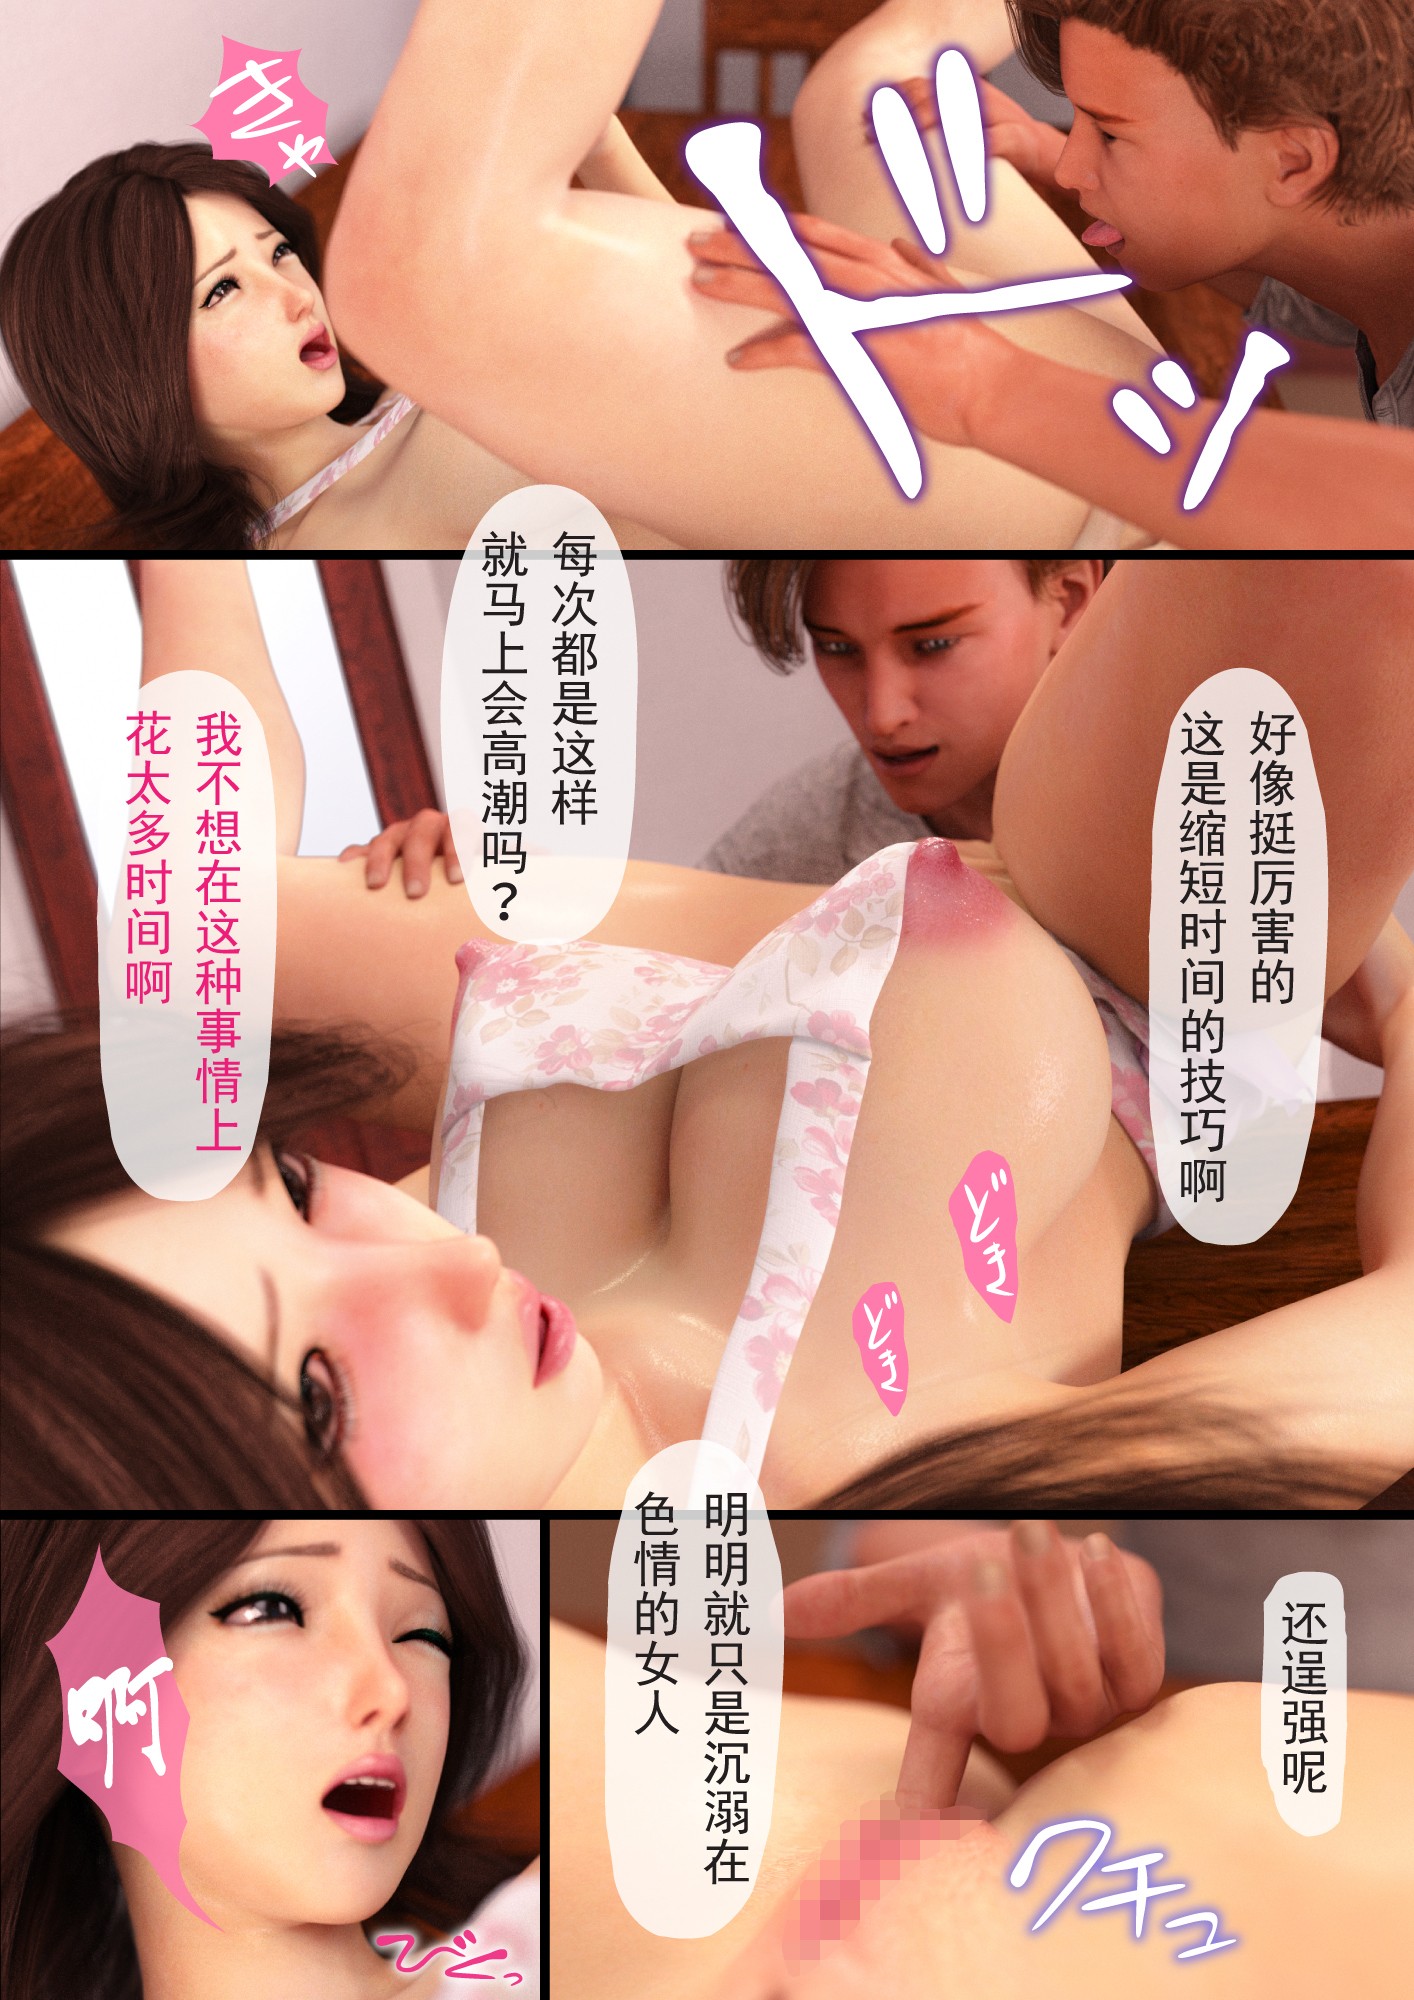 きゃ
ドッ
好像挺厉害的
这是缩短时间的技巧啊
每次都是这样
就马上会高潮吗？
我不想在这种事情上
花太多时间啊
どき
どき
还逞强呢
明明就只是沉溺在
色情的女人
クチュ
啊
びくっ